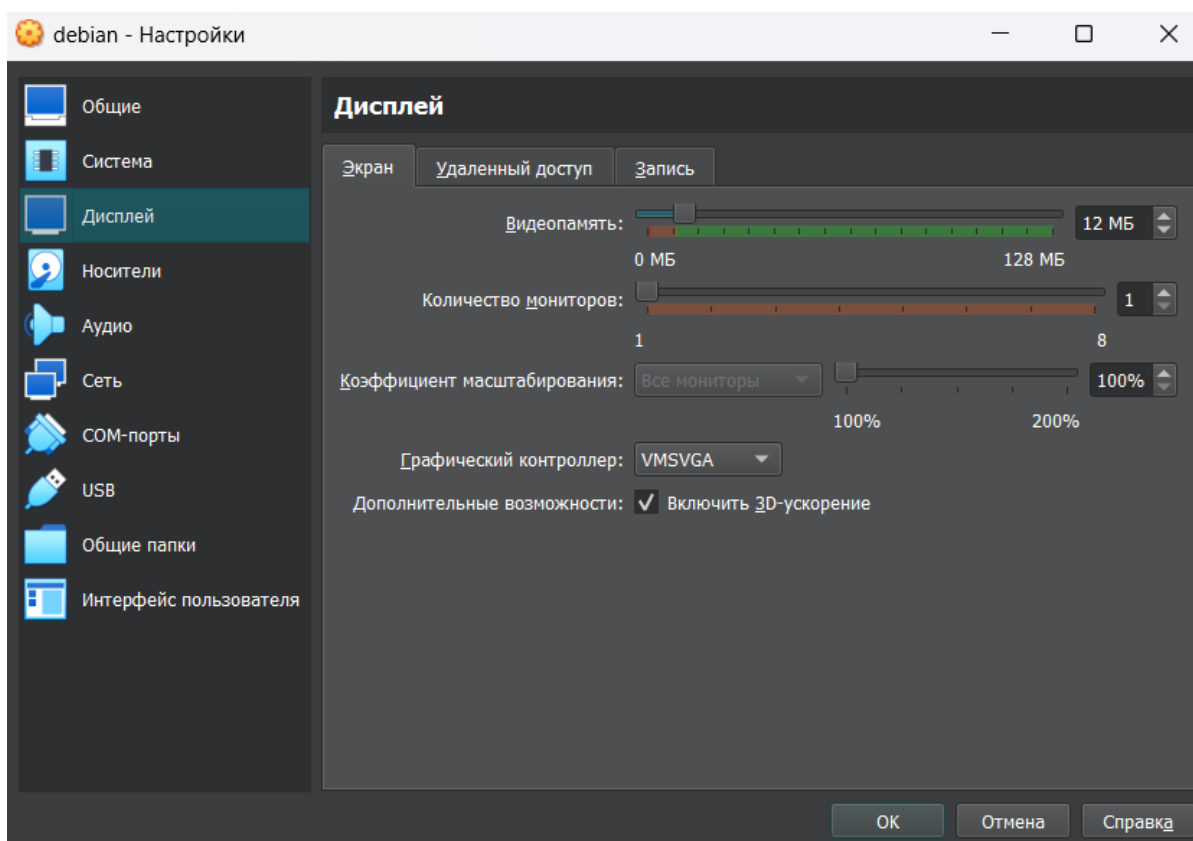 debian - Настройки
Общие
Система
Дисплей
Носители
Аудио
Сеть
COM-порты
USB
Общие папки
Интерфейс пользователя
Дисплей
Экран Удаленный доступ Запись
Видеопамять: 12 МБ
0 МБ 128 МБ
Количество мониторов: 1
1 8
Коэффициент масштабирования: Все мониторы 100%
100% 200%
Графический контроллер: VMSVGA
Дополнительные возможности: Включить 3D-ускорение
OK Отмена Справка